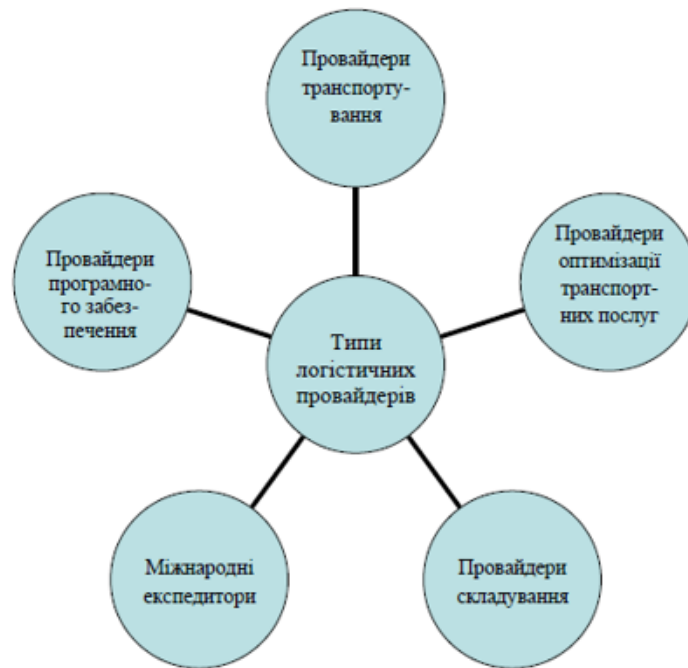 Провайдери
транспорту-
вання
Провайдери
програмно-
го забез-
печення
Провайдери
оптимізації
транспорт-
них послуг
Типи
логістичних
провайдерів
Міжнародні
експедитори
Провайдери
складування